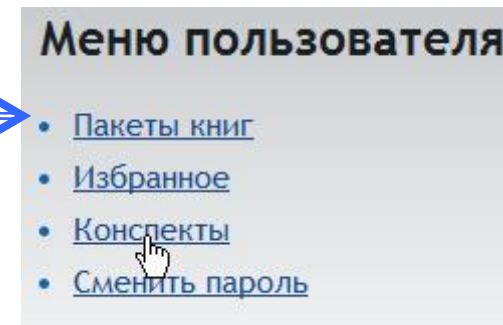 Меню пользователя
Пакеты книг
Избранное
Конспекты
Сменить пароль